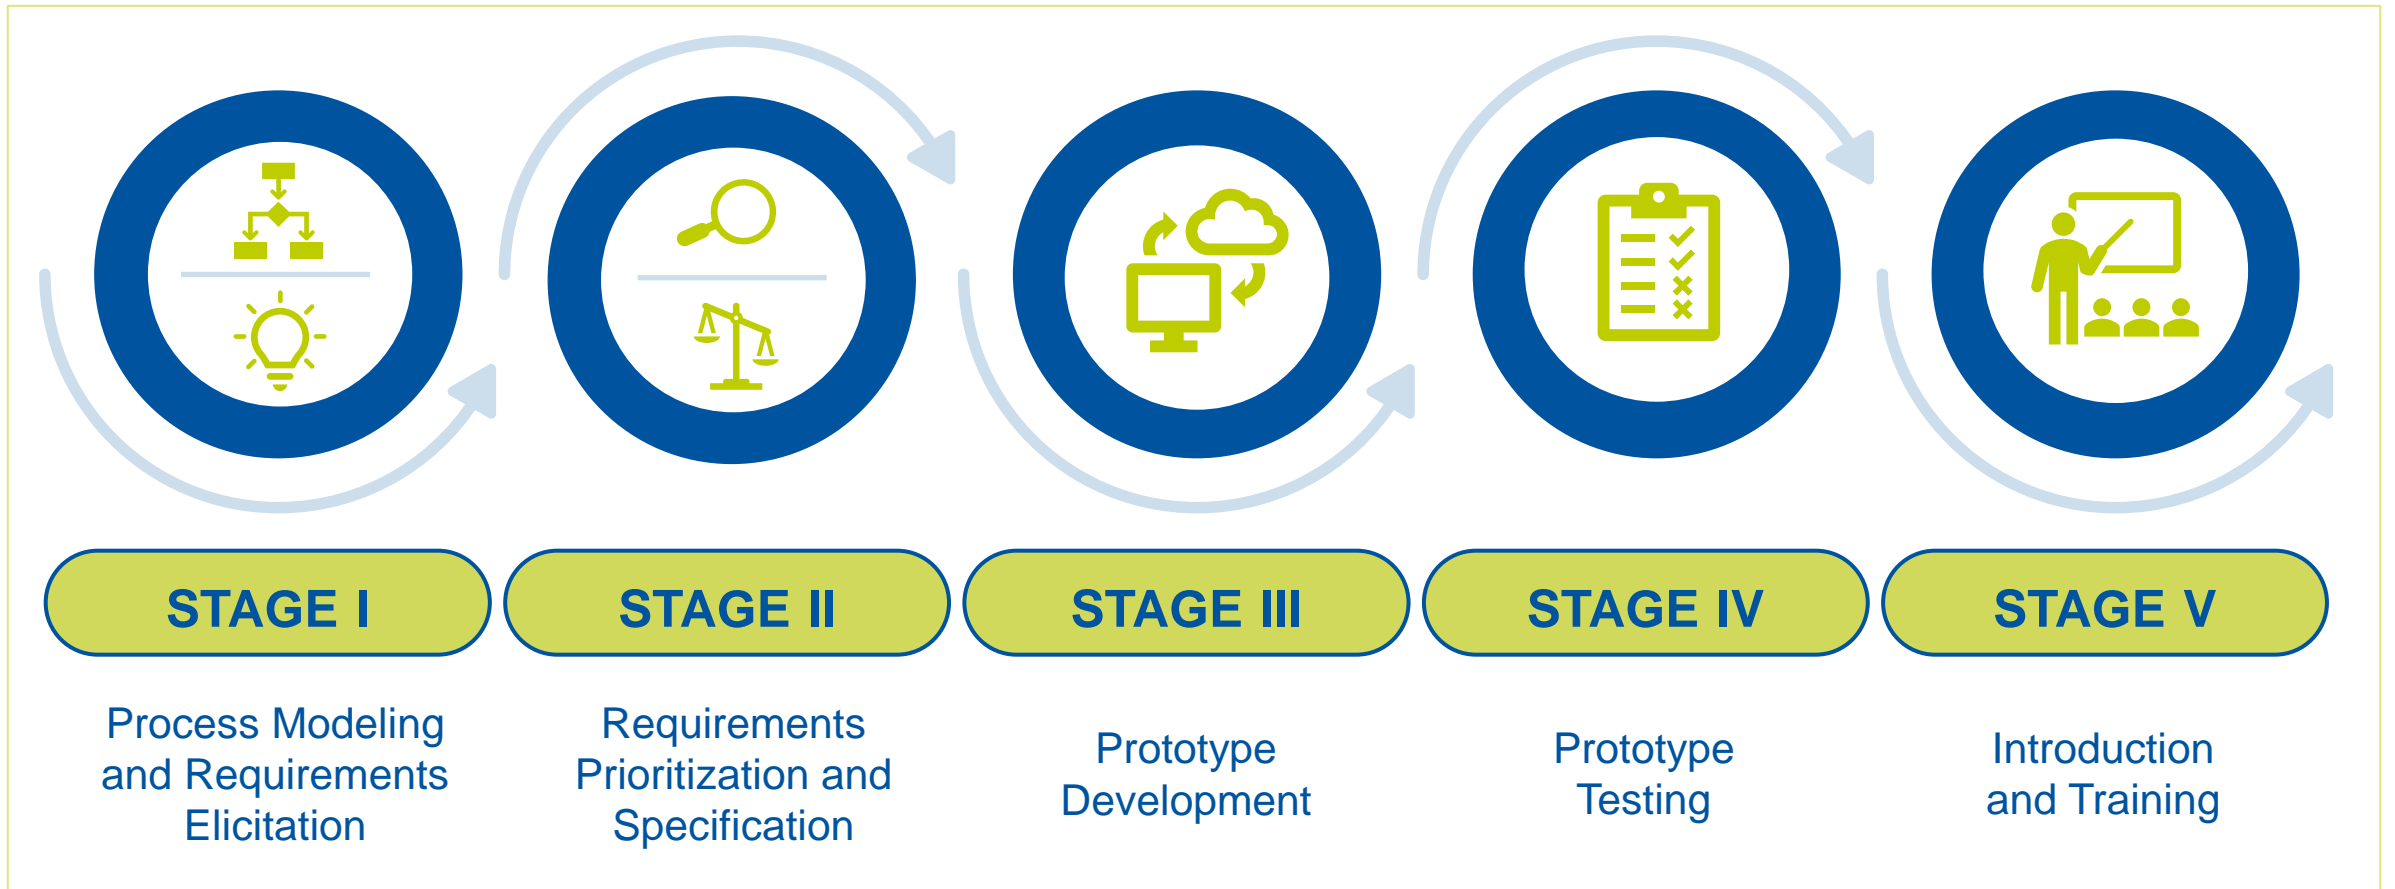 STAGE I
STAGE II
STAGE III
STAGE IV
STAGE V
Process Modeling
and Requirements
Elicitation
Requirements
Prioritization and
Specification
Prototype
Development
Prototype
Testing
Introduction
and Training